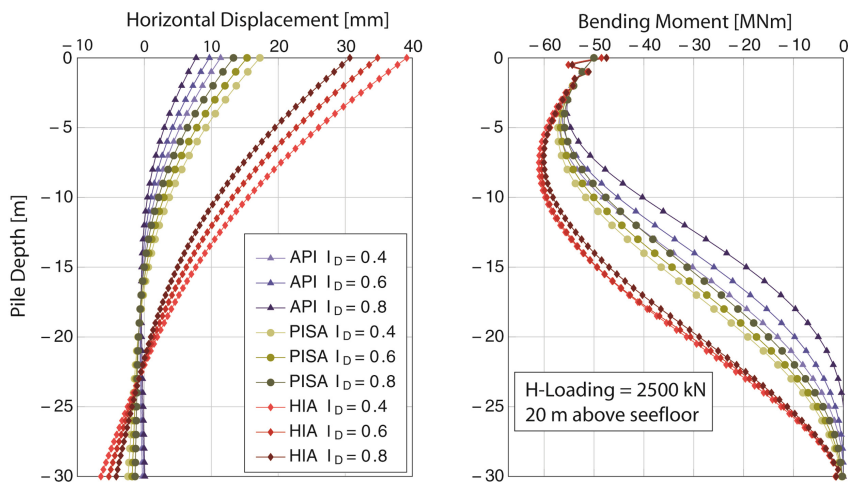 Horizontal Displacement [mm]
-10 0 10 20 30 40
Pile Depth [m]
0
-5
-10
-15
-20
-25
-30
API I_D = 0.4
API I_D = 0.6
API I_D = 0.8
PISA I_D = 0.4
PISA I_D = 0.6
PISA I_D = 0.8
HIA I_D = 0.4
HIA I_D = 0.6
HIA I_D = 0.8
Bending Moment [MNm]
-60 -50 -40 -30 -20 -10 0
0
-5
-10
-15
-20
-25
-30
H-Loading = 2500 kN
20 m above seefloor